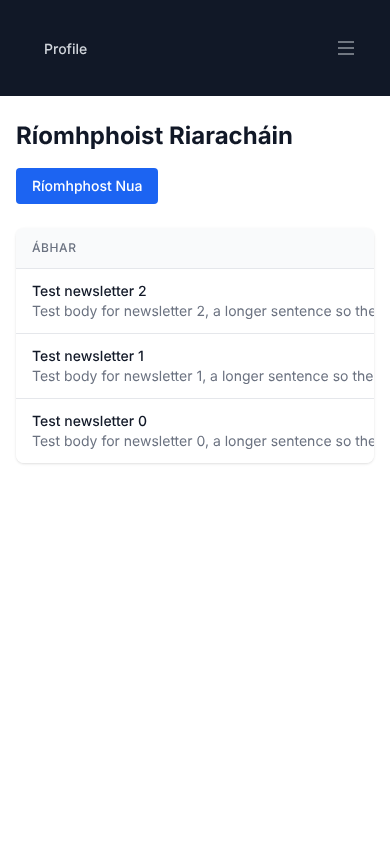 Profile
Ríomhphoist Riaracháin
Ríomhphost Nua
ÁBHAR
Test newsletter 2
Test body for newsletter 2, a longer sentence so the
Test newsletter 1
Test body for newsletter 1, a longer sentence so the
Test newsletter 0
Test body for newsletter 0, a longer sentence so the